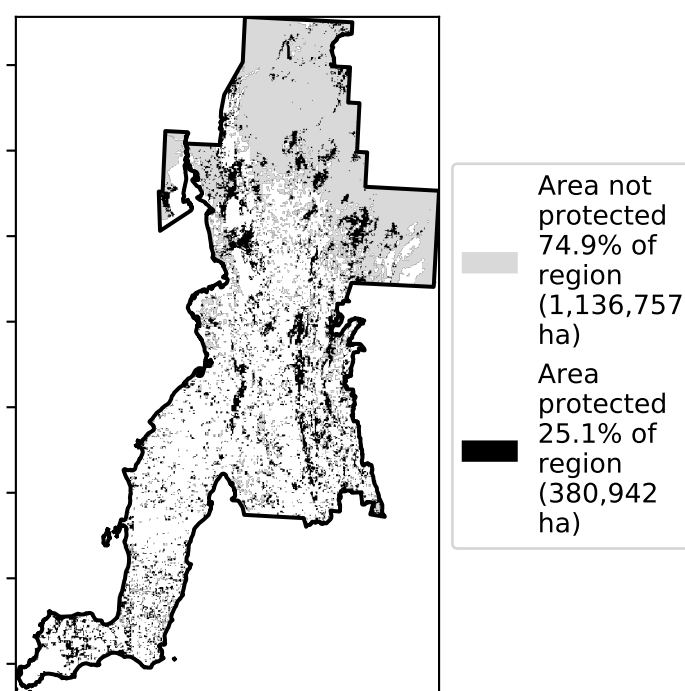 Area not
protected
74.9% of
region
(1,136,757
ha)
Area
protected
25.1% of
region
(380,942
ha)